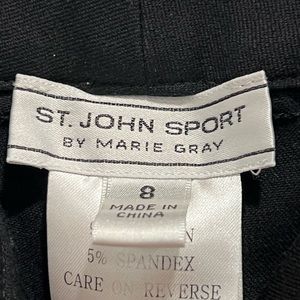 ST. JOHN SPORT
BY MARIE GRAY
8
MADE IN
CHINA
5% SPANDEX
CARE ON REVERSE